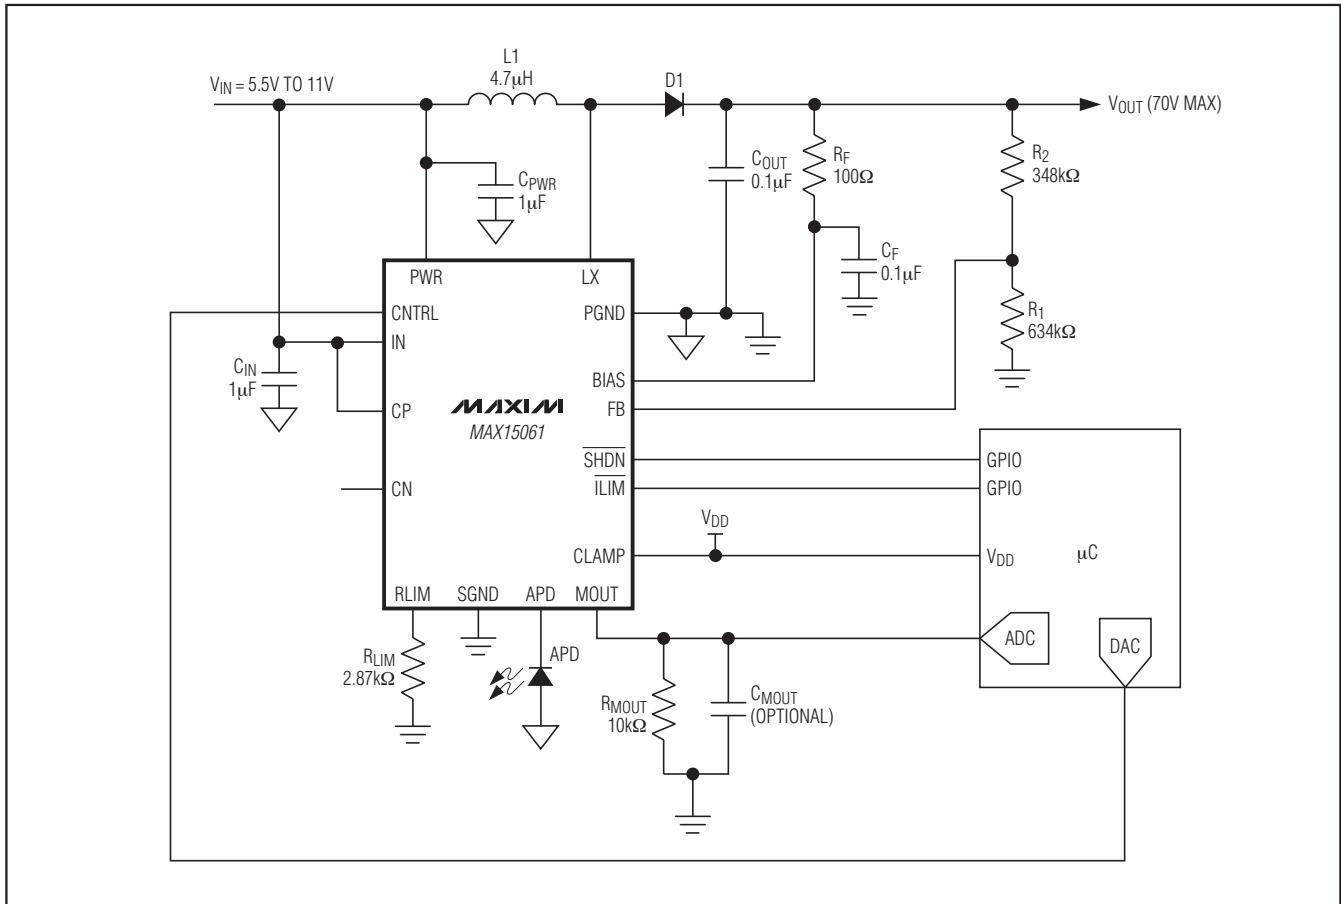 L1
4.7μH
VIN = 5.5V TO 11V
D1
VOUT (70V MAX)
CPWR
1μF
COUT
0.1μF
RF
100Ω
R2
348kΩ
CF
0.1μF
R1
634kΩ
PWR
LX
CNTRL
PGND
IN
CIN
1μF
BIAS
CP
MAXIM
FB
MAX15061
SHDN
GPIO
CN
ILIM
GPIO
VDD
CLAMP
VDD
μC
RLIM
SGND
APD
MOUT
RLIM
2.87kΩ
APD
ADC
DAC
RMOUT
10kΩ
CMOUT
(OPTIONAL)